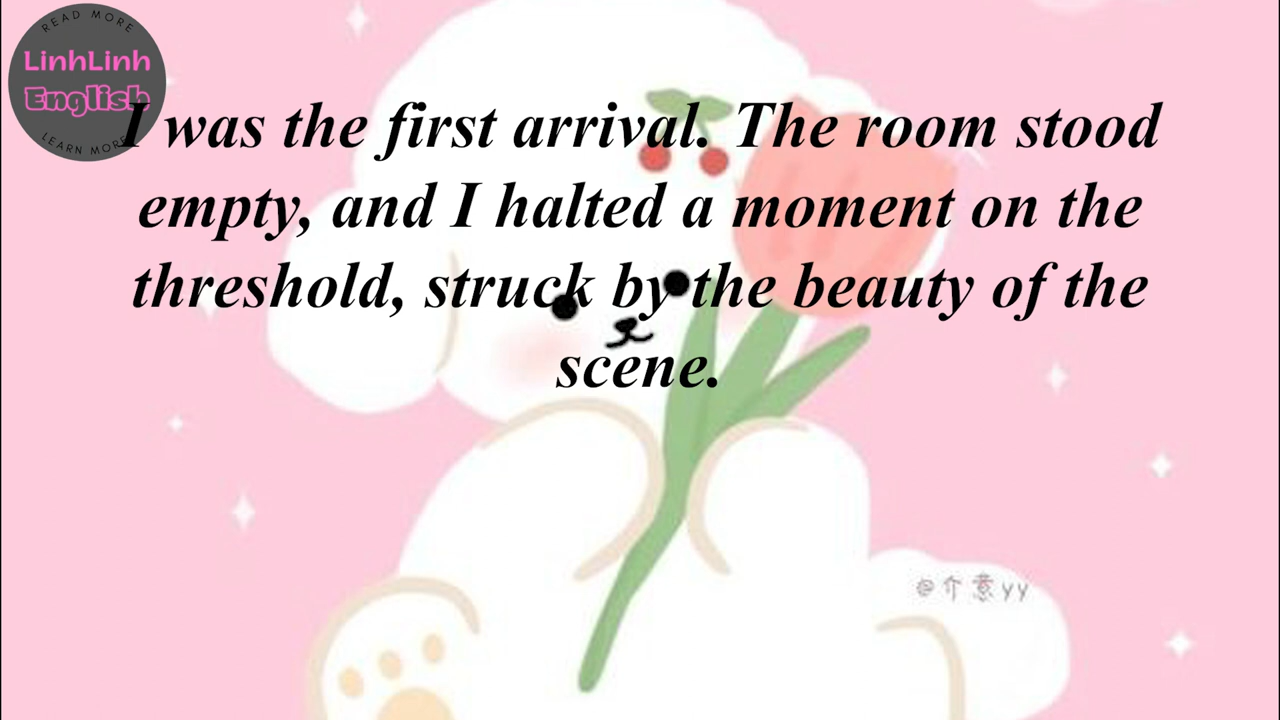 READ MORE
LinhLinh
English
LEARN MORE
I was the first arrival. The room stood
empty, and I halted a moment on the
threshold, struck by the beauty of the
scene.
@介意yy